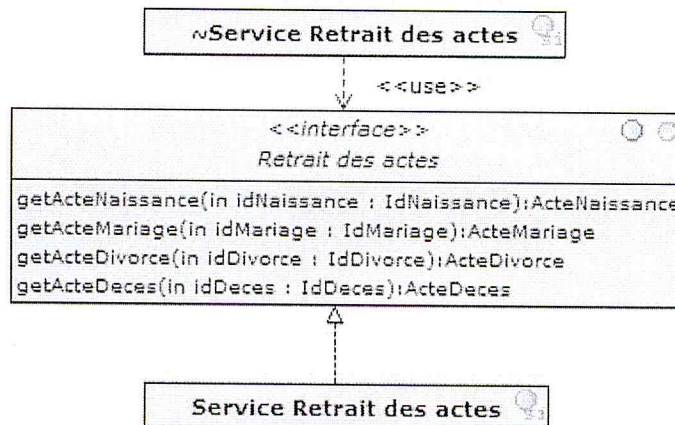 ~Service Retrait des actes
<<use>>
<<interface>>
Retrait des actes
getActeNaissance(in idNaissance : IdNaissance):ActeNaissance
getActeMariage(in idMariage : IdMariage):ActeMariage
getActeDivorce(in idDivorce : IdDivorce):ActeDivorce
getActeDeces(in idDeces : IdDeces):ActeDeces
Service Retrait des actes